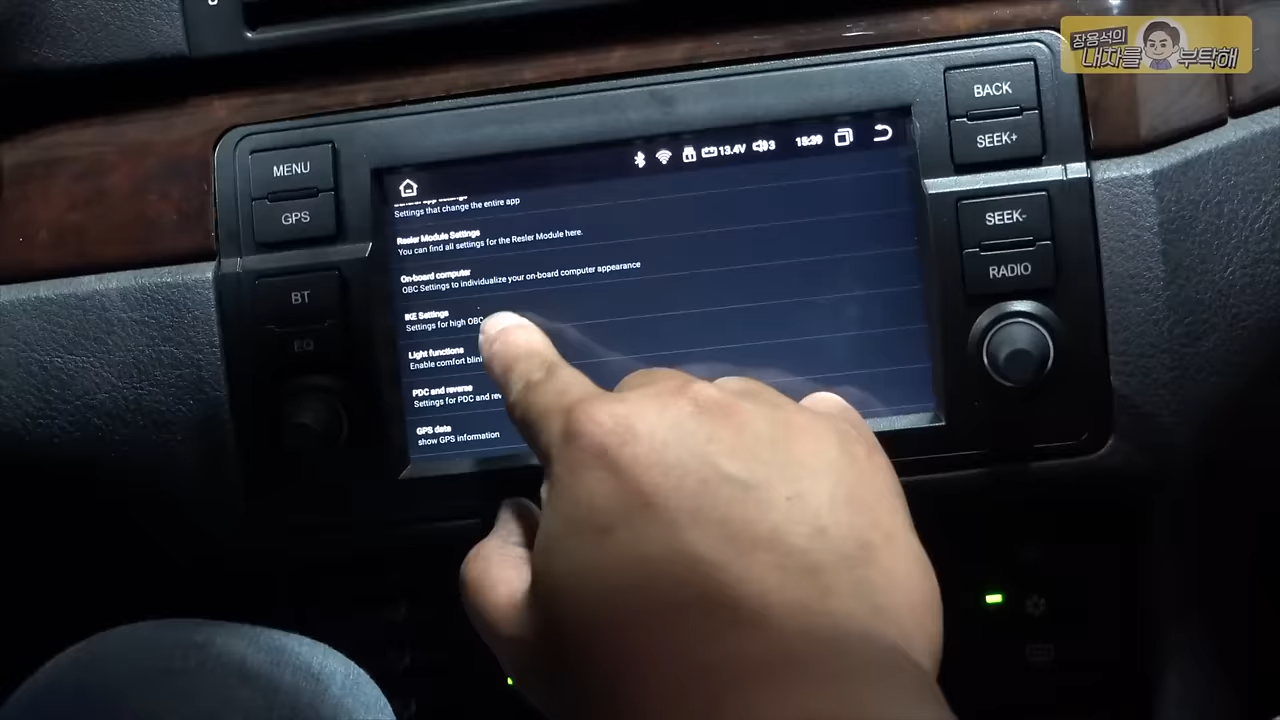 장용석의
내차를 부탁해
BACK
SEEK+
MENU
GPS
13.4V
3
15:39
Settings that change the entire app
Resler Module Settings
You can find all settings for the Resler Module here.
On-board computer
OBC Settings to individualize your on-board computer appearance
IKE Settings
Settings for high OBC
Light functions
Enable comfort
PDC and reverse
Settings for PDC and
GPS data
show GPS information
SEEK-
RADIO
BT
EQ